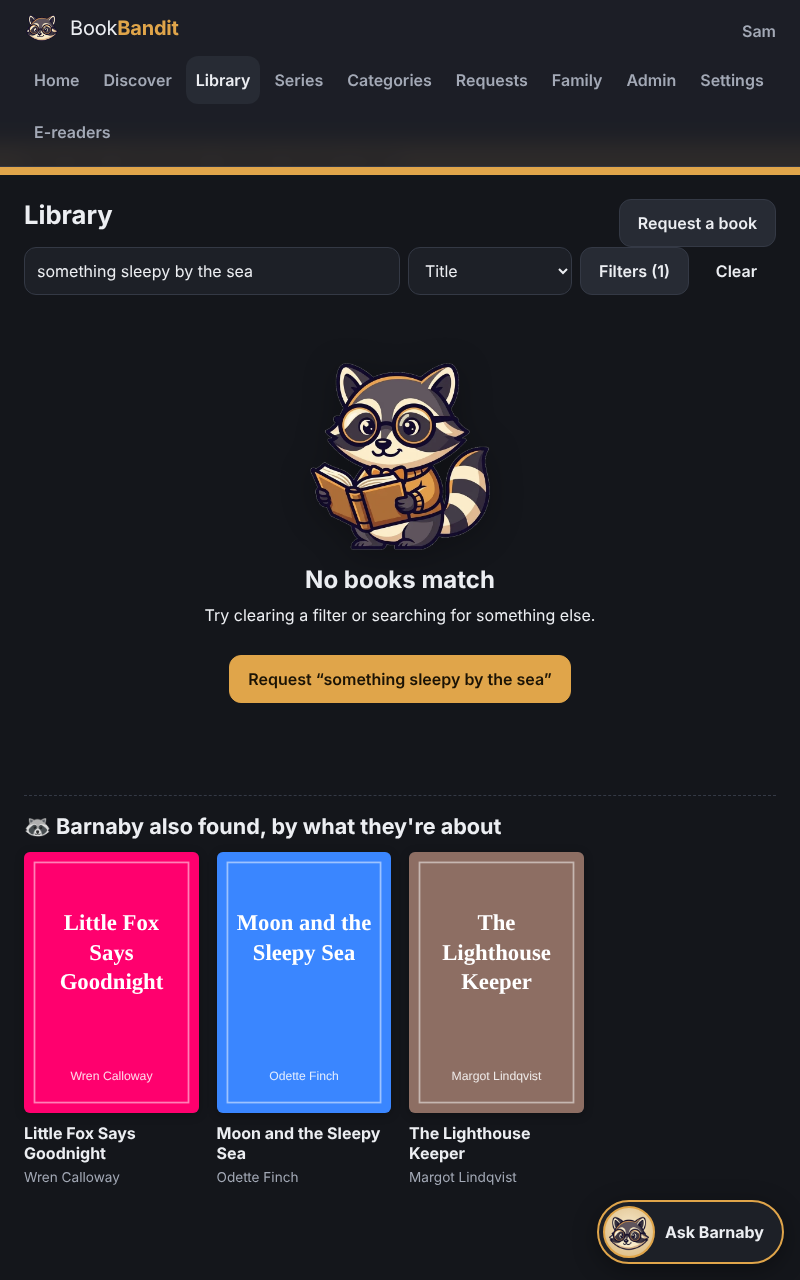 BookBandit
Sam
Home Discover Library Series Categories Requests Family Admin Settings
E-readers
Library
Request a book
something sleepy by the sea
Title
Filters (1)
Clear
No books match
Try clearing a filter or searching for something else.
Request “something sleepy by the sea”
Barnaby also found, by what they're about
Little Fox
Says
Goodnight
Wren Calloway
Moon and the
Sleepy Sea
Odette Finch
The
Lighthouse
Keeper
Margot Lindqvist
Little Fox Says
Goodnight
Wren Calloway
Moon and the Sleepy
Sea
Odette Finch
The Lighthouse
Keeper
Margot Lindqvist
Ask Barnaby